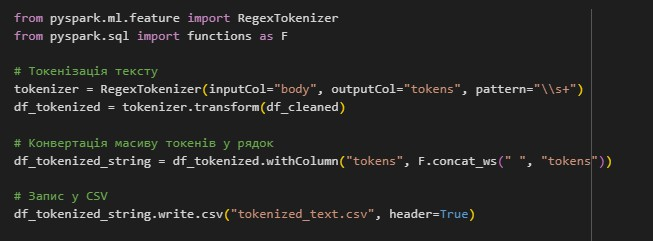 from pyspark.ml.feature import RegexTokenizer
from pyspark.sql import functions as F
# Токенізація тексту
tokenizer = RegexTokenizer(inputCol="body", outputCol="tokens", pattern="\\s+")
df_tokenized = tokenizer.transform(df_cleaned)
# Конвертація масиву токенів у рядок
df_tokenized_string = df_tokenized.withColumn("tokens", F.concat_ws(" ", "tokens"))
# Запис у CSV
df_tokenized_string.write.csv("tokenized_text.csv", header=True)